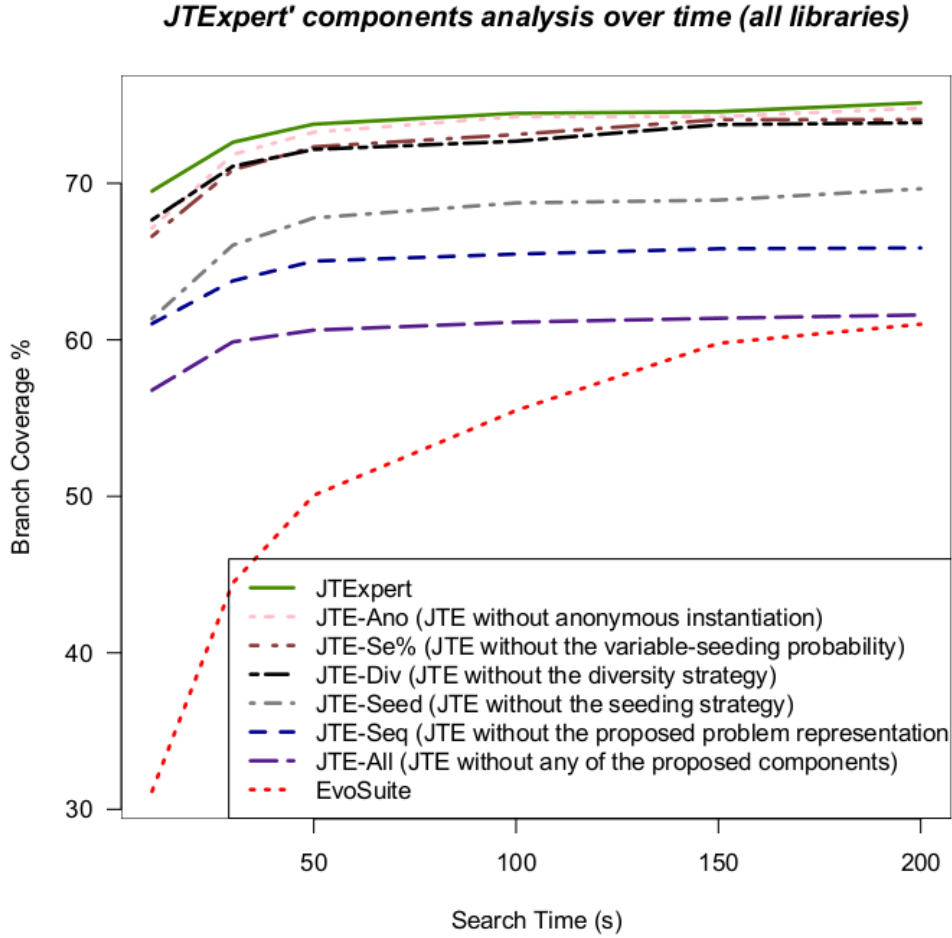 JTExpert' components analysis over time (all libraries)
Branch Coverage %
70
60
50
40
30
JTExpert
JTE-Ano (JTE without anonymous instantiation)
JTE-Se% (JTE without the variable-seeding probability)
JTE-Div (JTE without the diversity strategy)
JTE-Seed (JTE without the seeding strategy)
JTE-Seq (JTE without the proposed problem representation
JTE-All (JTE without any of the proposed components)
EvoSuite
50 100 150 200
Search Time (s)